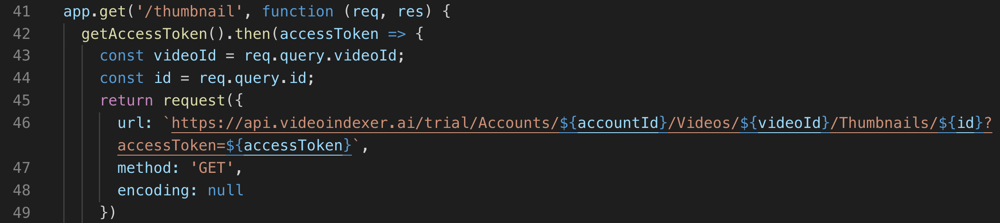 41 app.get('/thumbnail', function (req, res) {
42 getAccessToken().then(accessToken => {
43 const videoId = req.query.videoId;
44 const id = req.query.id;
45 return request({
46 url: `https://api.videoindexer.ai/trial/Accounts/${accountId}/Videos/${videoId}/Thumbnails/${id}?
accessToken=${accessToken}`,
47 method: 'GET',
48 encoding: null
49 })